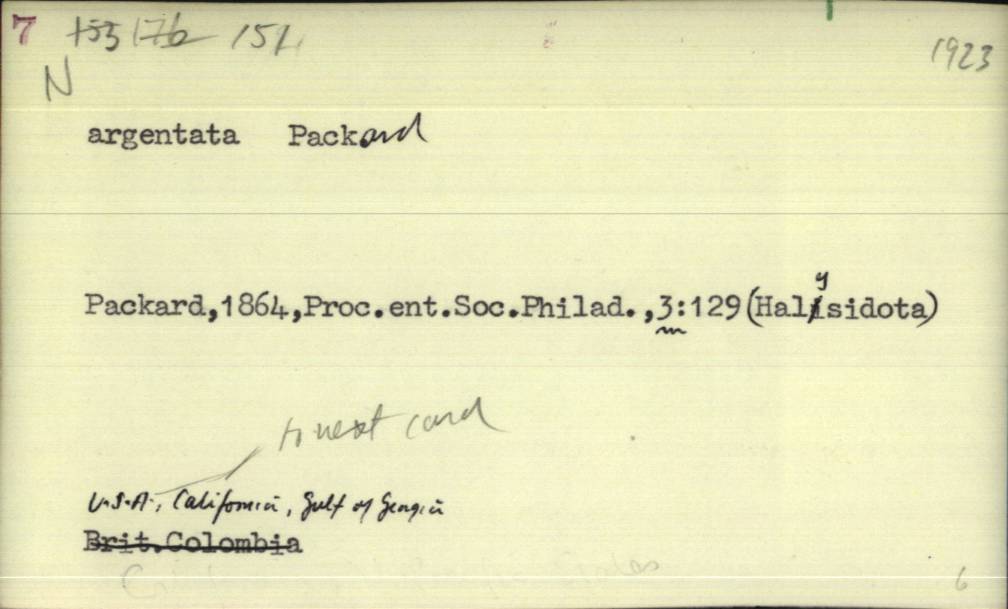 7 153 176 151
1923
N
argentata Packard
Packard,1864,Proc.ent.Soc.Philad.,3:129(Halysidota)
to next card
U.S.A., California, Gulf of Georgia
Brit.Colombia
6